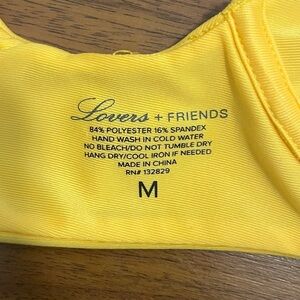 Lovers + FRIENDS
84% POLYESTER 16% SPANDEX
HAND WASH IN COLD WATER
NO BLEACH/DO NOT TUMBLE DRY
HANG DRY/COOL IRON IF NEEDED
MADE IN CHINA
RN# 132829
M